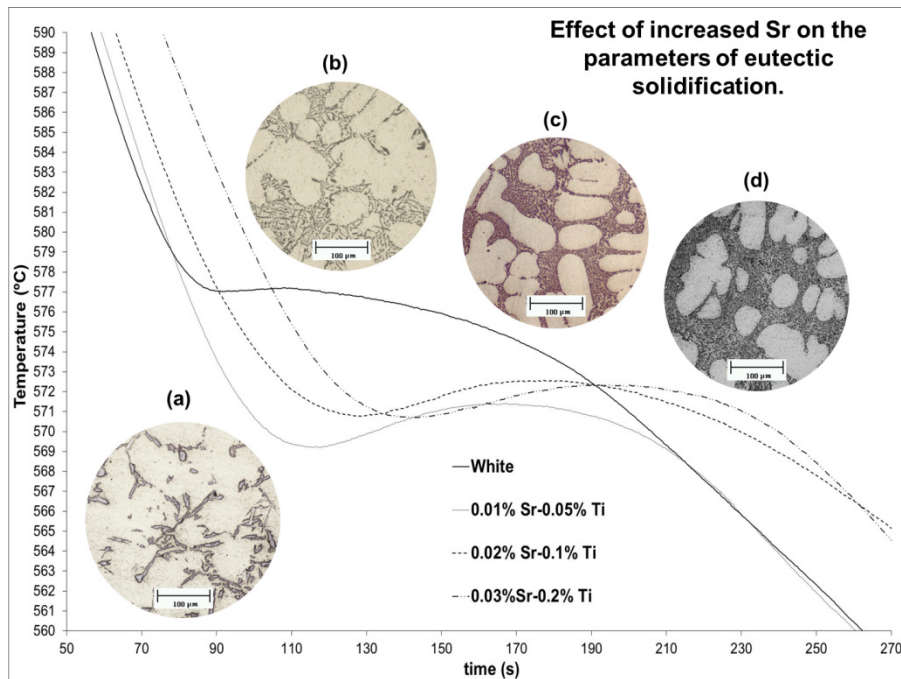 Effect of increased Sr on the
parameters of eutectic
solidification.
(b)
(c)
(d)
(a)
100 µm
100 µm
100 µm
100 µm
Temperature (ºC)
590
589
588
587
586
585
584
583
582
581
580
579
578
577
576
575
574
573
572
571
570
569
568
567
566
565
564
563
562
561
560
White
0.01% Sr-0.05% Ti
0.02% Sr-0.1% Ti
0.03%Sr-0.2% Ti
50 70 90 110 130 150 170 190 210 230 250 270
time (s)